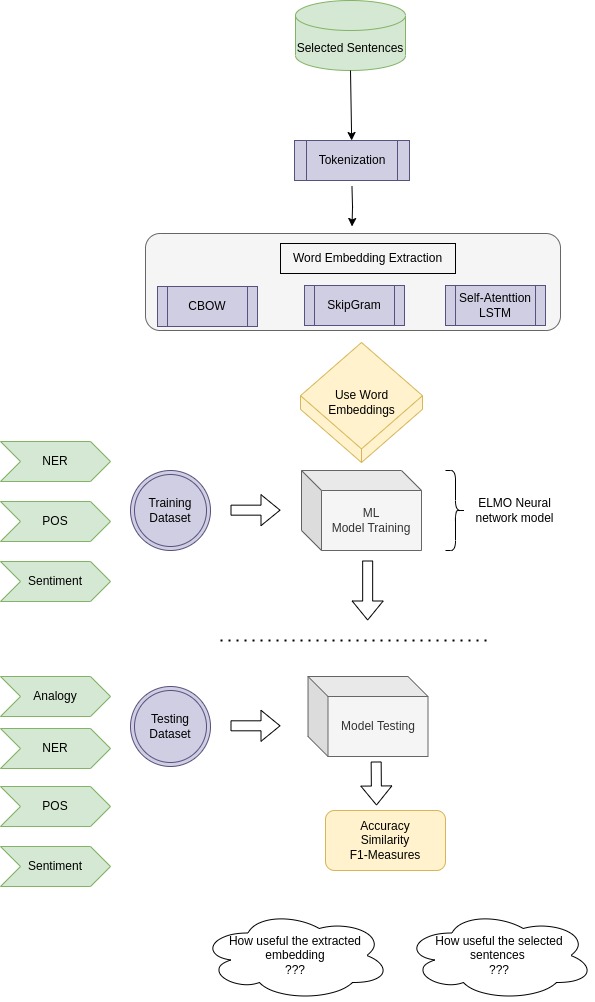 Selected Sentences
Tokenization
Word Embedding Extraction
CBOW
SkipGram
Self-Atenttion
LSTM
Use Word
Embeddings
NER
POS
Sentiment
Training
Dataset
ML
Model Training
ELMO Neural
network model
Analogy
NER
POS
Sentiment
Testing
Dataset
Model Testing
Accuracy
Similarity
F1-Measures
How useful the extracted
embedding
???
How useful the selected
sentences
???